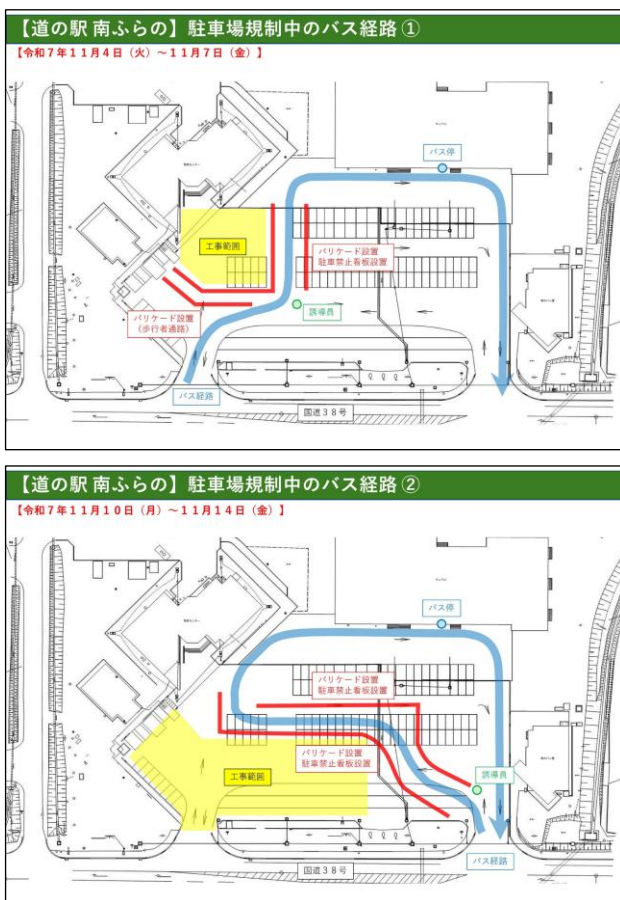 【道の駅 南ふらの】駐車場規制中のバス経路①
【令和7年11月4日（火）～11月7日（金）】
バス停
工事範囲
バリケード設置
駐車禁止看板設置
バリケード設置
（歩行者通路）
誘導員
バス経路
国道38号
【道の駅 南ふらの】駐車場規制中のバス経路②
【令和7年11月10日（月）～11月14日（金）】
バス停
バリケード設置
駐車禁止看板設置
バリケード設置
駐車禁止看板設置
工事範囲
誘導員
バス経路
国道38号